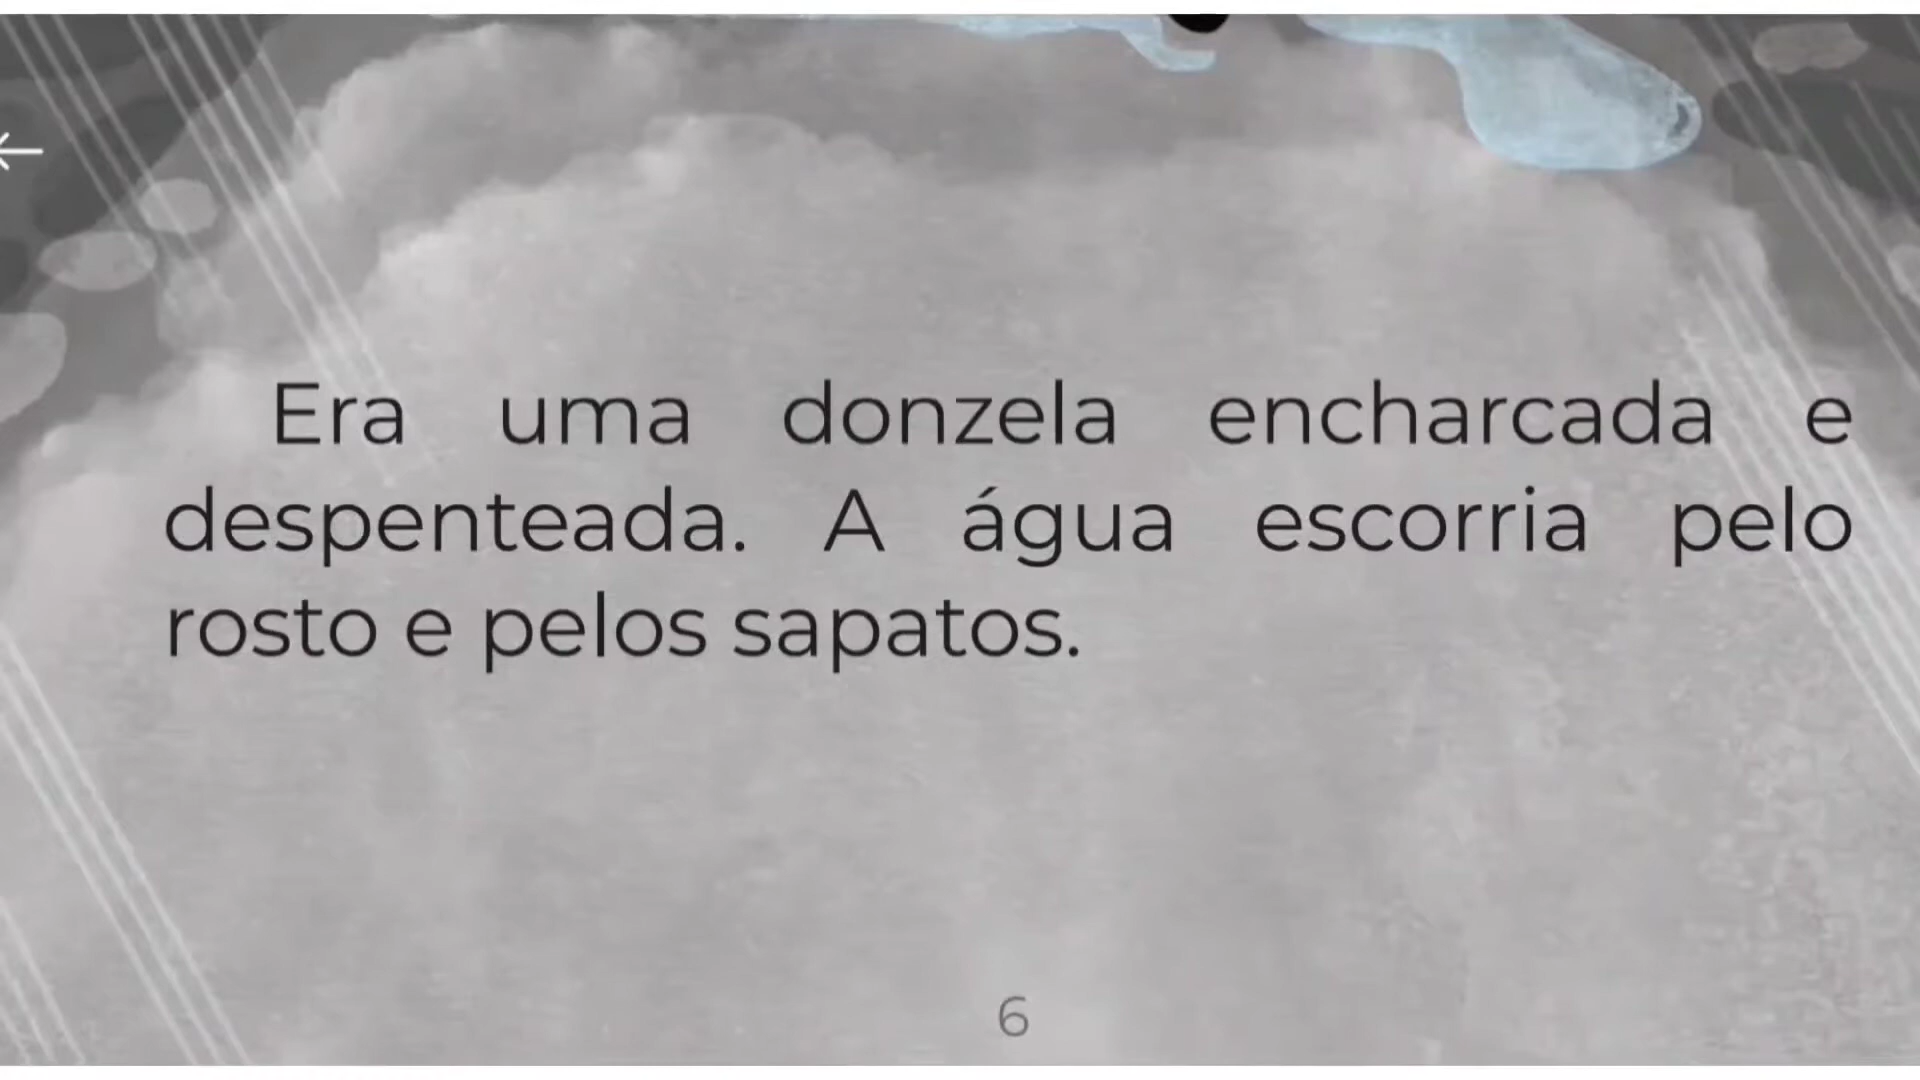 Era uma donzela encharcada e
despenteada. A água escorria pelo
rosto e pelos sapatos.
6